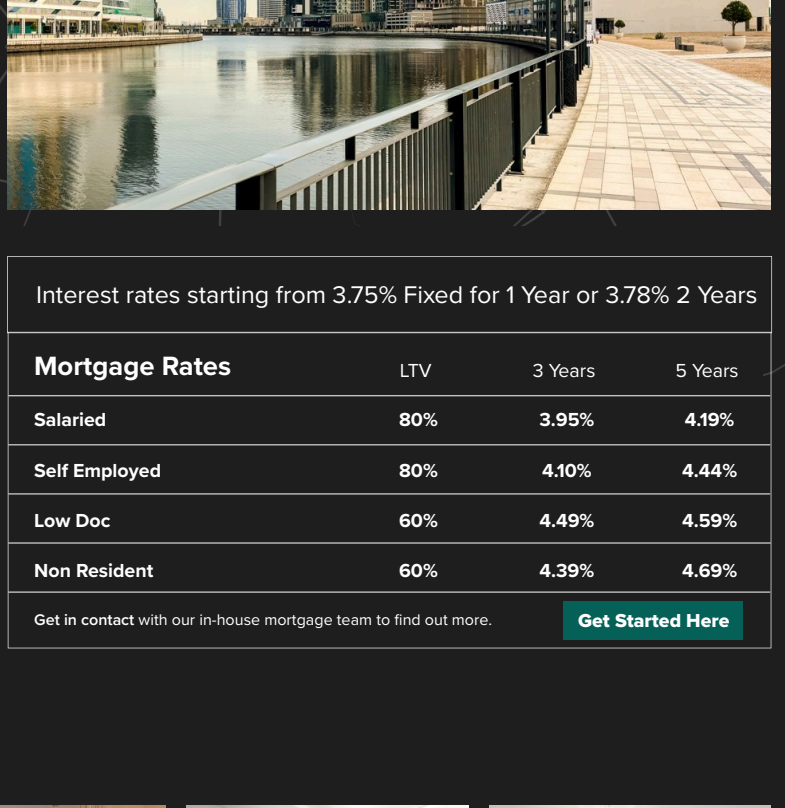 Interest rates starting from 3.75% Fixed for 1 Year or 3.78% 2 Years
Mortgage Rates LTV 3 Years 5 Years
Salaried 80% 3.95% 4.19%
Self Employed 80% 4.10% 4.44%
Low Doc 60% 4.49% 4.59%
Non Resident 60% 4.39% 4.69%
Get in contact with our in-house mortgage team to find out more. Get Started Here